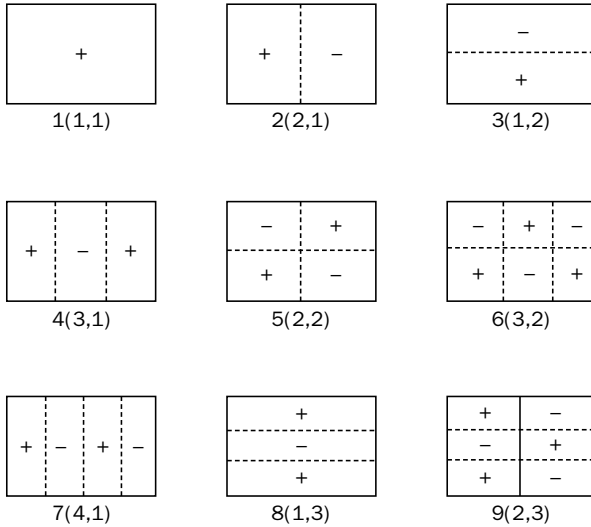 +
+ −
−
+
1(1,1) 2(2,1) 3(1,2)
+ − +
− +
+ −
− + −
+ − +
4(3,1) 5(2,2) 6(3,2)
+ − + −
+
−
+
+ −
− +
+ −
7(4,1) 8(1,3) 9(2,3)